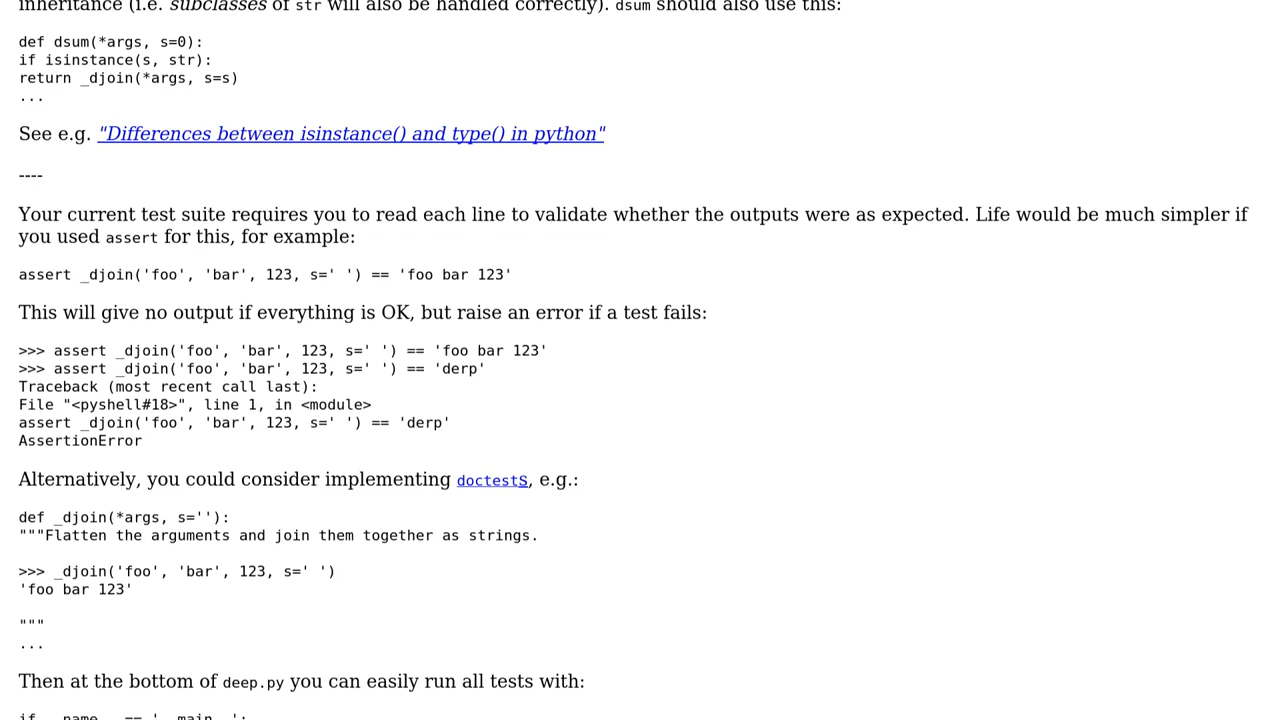 inheritance (i.e. subclasses of str will also be handled correctly). dsum should also use this:
def dsum(*args, s=0):
if isinstance(s, str):
return _djoin(*args, s=s)
...
See e.g. "Differences between isinstance() and type() in python"
----
Your current test suite requires you to read each line to validate whether the outputs were as expected. Life would be much simpler if
you used assert for this, for example:
assert _djoin('foo', 'bar', 123, s=' ') == 'foo bar 123'
This will give no output if everything is OK, but raise an error if a test fails:
>>> assert _djoin('foo', 'bar', 123, s=' ') == 'foo bar 123'
>>> assert _djoin('foo', 'bar', 123, s=' ') == 'derp'
Traceback (most recent call last):
File "<pyshell#18>", line 1, in <module>
assert _djoin('foo', 'bar', 123, s=' ') == 'derp'
AssertionError
Alternatively, you could consider implementing doctests, e.g.:
def _djoin(*args, s=''):
"""Flatten the arguments and join them together as strings.
>>> _djoin('foo', 'bar', 123, s=' ')
'foo bar 123'
"""
...
Then at the bottom of deep.py you can easily run all tests with:
if __name__ == '__main__':